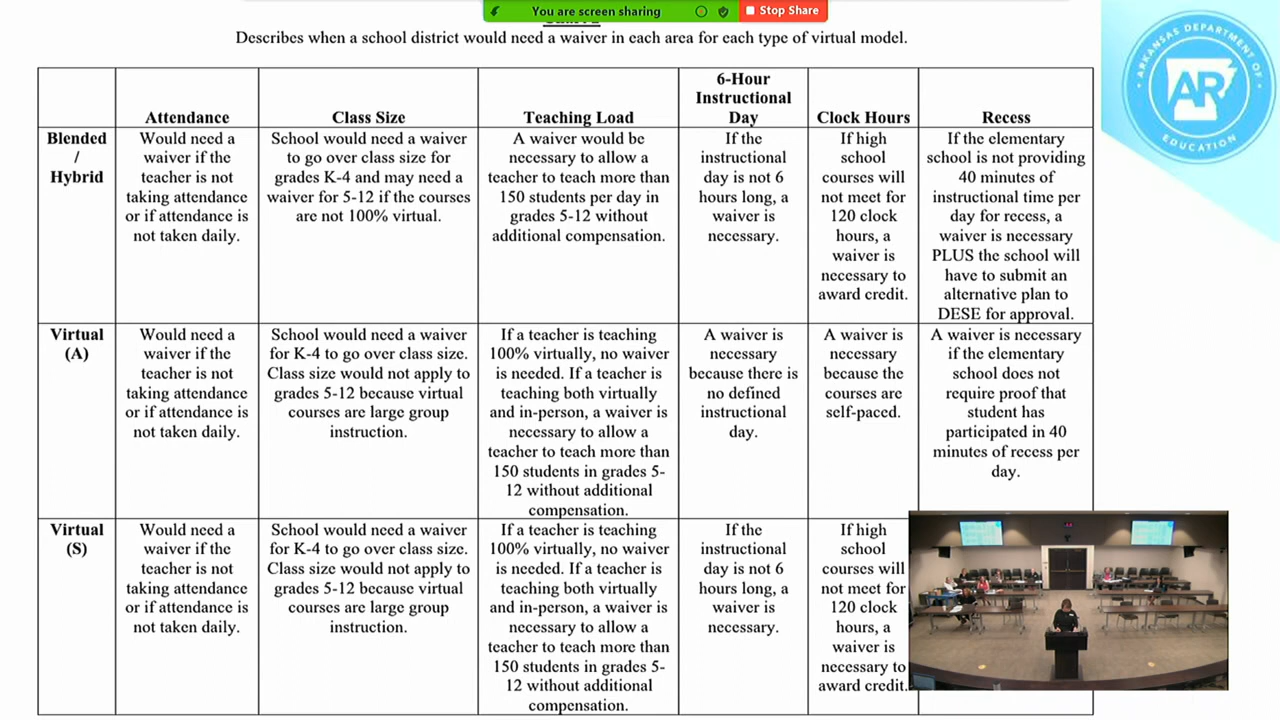 You are screen sharing
Stop Share
Describes when a school district would need a waiver in each area for each type of virtual model.
ARKANSAS DEPARTMENT OF
AR
EDUCATION
Attendance
Class Size
Teaching Load
6-Hour
Instructional
Day
Clock Hours
Recess
Blended
/
Hybrid
Would need a
waiver if the
teacher is not
taking attendance
or if attendance is
not taken daily.
School would need a waiver
to go over class size for
grades K-4 and may need a
waiver for 5-12 if the courses
are not 100% virtual.
A waiver would be
necessary to allow a
teacher to teach more than
150 students per day in
grades 5-12 without
additional compensation.
If the
instructional
day is not 6
hours long, a
waiver is
necessary.
If high
school
courses will
not meet for
120 clock
hours, a
waiver is
necessary to
award credit.
If the elementary
school is not providing
40 minutes of
instructional time per
day for recess, a
waiver is necessary
PLUS the school will
have to submit an
alternative plan to
DESE for approval.
Virtual
(A)
Would need a
waiver if the
teacher is not
taking attendance
or if attendance is
not taken daily.
School would need a waiver
for K-4 to go over class size.
Class size would not apply to
grades 5-12 because virtual
courses are large group
instruction.
If a teacher is teaching
100% virtually, no waiver
is needed. If a teacher is
teaching both virtually
and in-person, a waiver is
necessary to allow a
teacher to teach more than
150 students in grades 5-
12 without additional
compensation.
A waiver is
necessary
because there is
no defined
instructional
day.
A waiver is
necessary
because the
courses are
self-paced.
A waiver is necessary
if the elementary
school does not
require proof that
student has
participated in 40
minutes of recess per
day.
Virtual
(S)
Would need a
waiver if the
teacher is not
taking attendance
or if attendance is
not taken daily.
School would need a waiver
for K-4 to go over class size.
Class size would not apply to
grades 5-12 because virtual
courses are large group
instruction.
If a teacher is teaching
100% virtually, no waiver
is needed. If a teacher is
teaching both virtually
and in-person, a waiver is
necessary to allow a
teacher to teach more than
150 students in grades 5-
12 without additional
compensation.
If the
instructional
day is not 6
hours long, a
waiver is
necessary.
If high
school
courses will
not meet for
120 clock
hours, a
waiver is
necessary to
award credit.